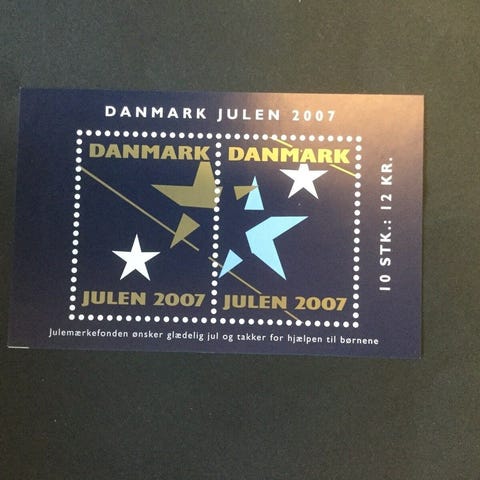 DANMARK JULEN 2007
DANMARK
DANMARK
JULEN 2007
JULEN 2007
10 STK.: 12 KR.
Julemærkefonden ønsker glædelig jul og takker for hjælpen til børnene